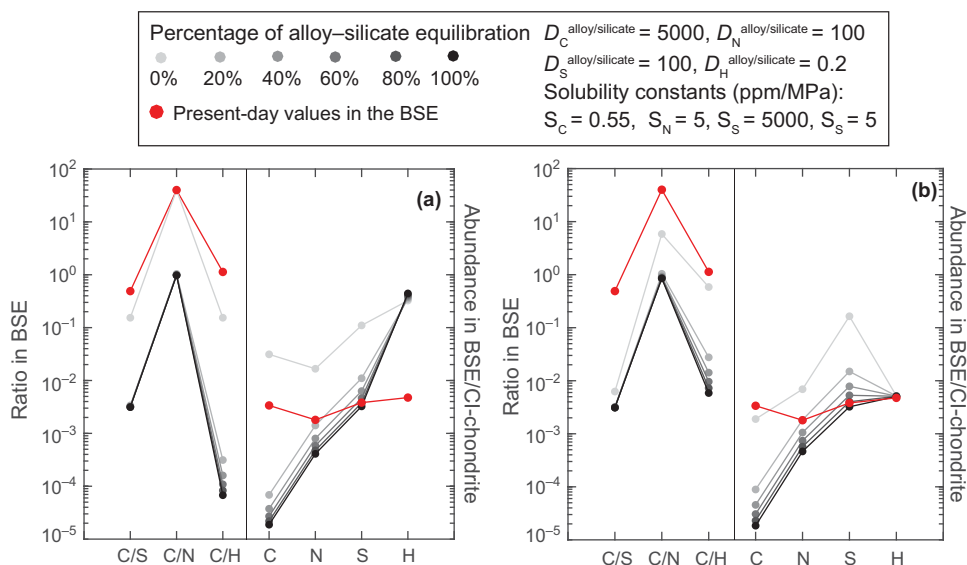 Percentage of alloy–silicate equilibration
0% 20% 40% 60% 80% 100%
Present-day values in the BSE
D_C^alloy/silicate = 5000, D_N^alloy/silicate = 100
D_S^alloy/silicate = 100, D_H^alloy/silicate = 0.2
Solubility constants (ppm/MPa):
S_C = 0.55, S_N = 5, S_S = 5000, S_S = 5
(a)
Ratio in BSE
10^2
10^1
10^0
10^-1
10^-2
10^-3
10^-4
10^-5
C/S C/N C/H C N S H
Abundance in BSE/CI-chondrite
(b)
Ratio in BSE
10^2
10^1
10^0
10^-1
10^-2
10^-3
10^-4
10^-5
C/S C/N C/H C N S H
Abundance in BSE/CI-chondrite